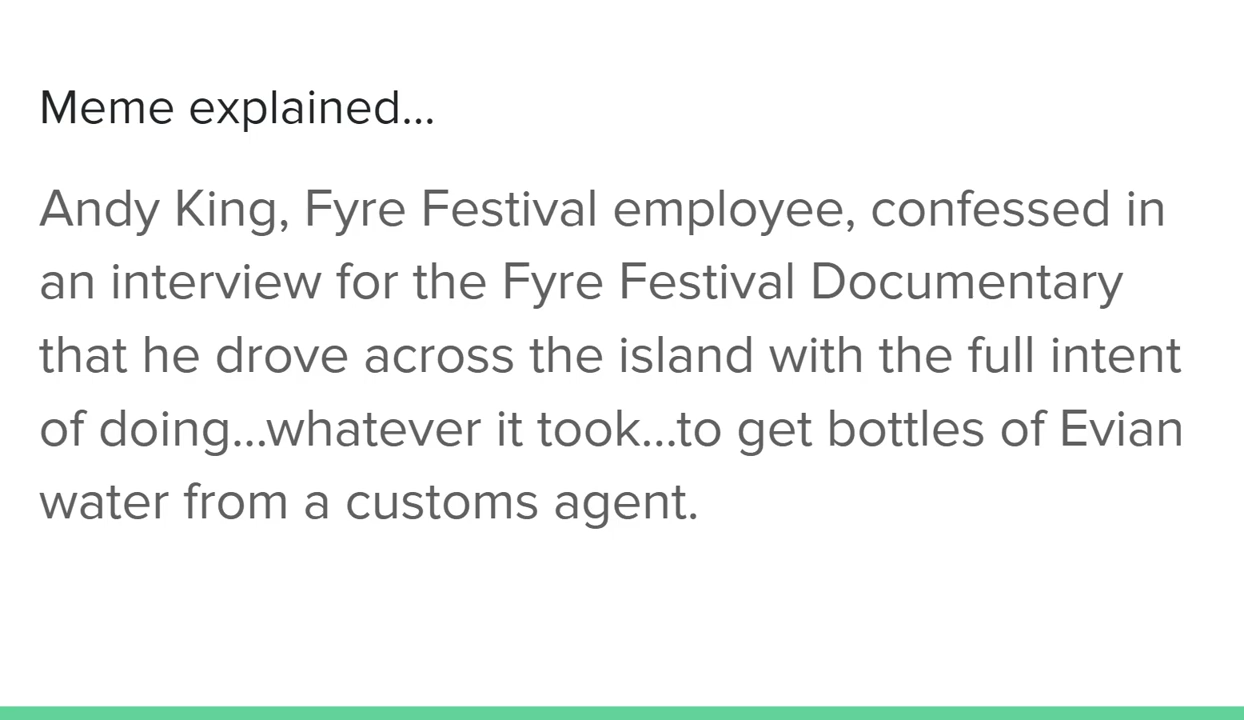 Meme explained...
Andy King, Fyre Festival employee, confessed in
an interview for the Fyre Festival Documentary
that he drove across the island with the full intent
of doing...whatever it took...to get bottles of Evian
water from a customs agent.